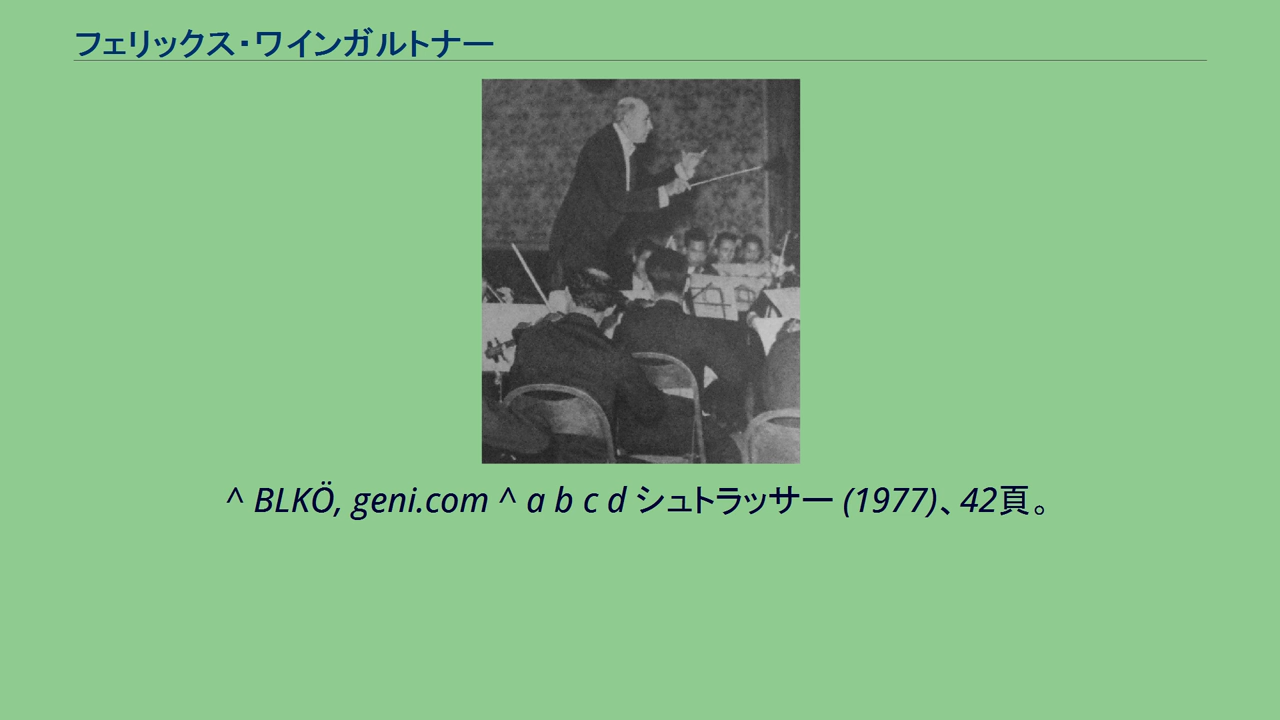 フェリックス・ワインガルトナー
^ BLKÖ, geni.com ^ a b c d シュトラッサー (1977)、42頁。